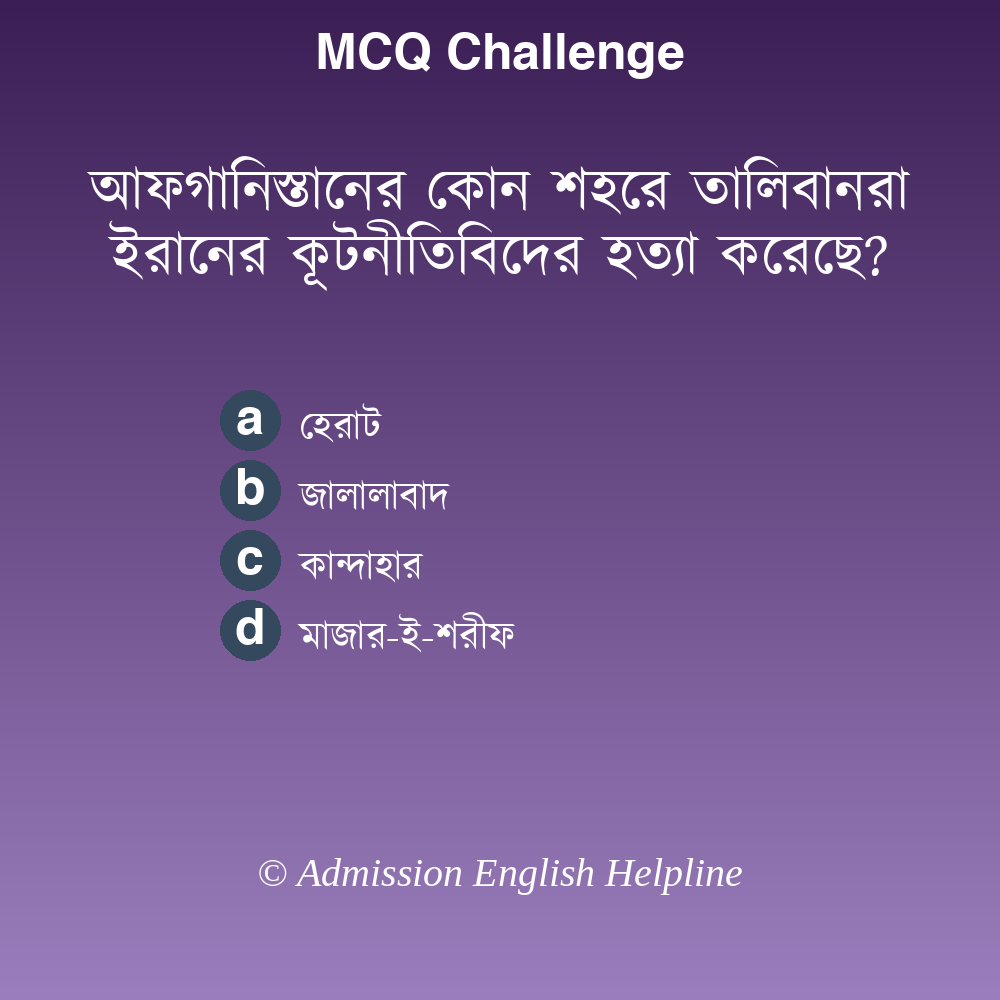 MCQ Challenge
আফগানিস্তানের কোন শহরে তালিবানরা
ইরানের কূটনীতিবিদের হত্যা করেছে?
a হেরাট
b জালালাবাদ
c কান্দাহার
d মাজার-ই-শরীফ
© Admission English Helpline